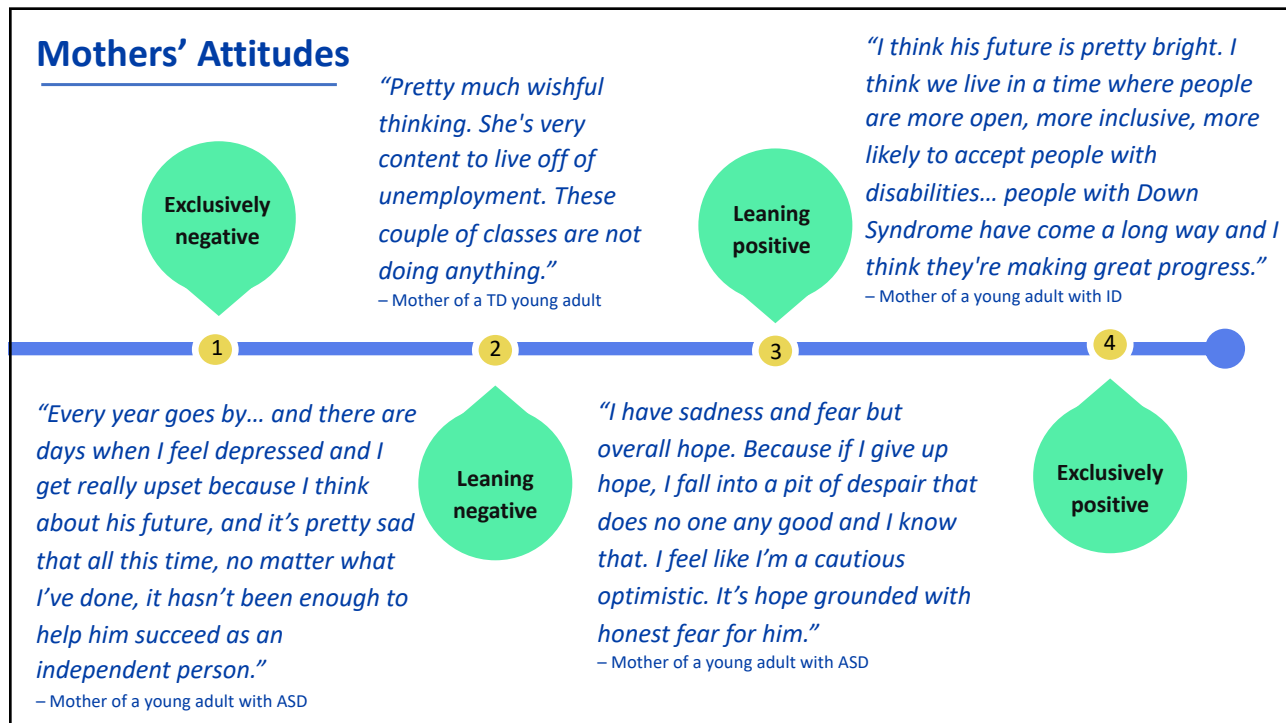 Mothers’ Attitudes
Exclusively
negative
1
“Every year goes by… and there are
days when I feel depressed and I
get really upset because I think
about his future, and it’s pretty sad
that all this time, no matter what
I’ve done, it hasn’t been enough to
help him succeed as an
independent person.”
– Mother of a young adult with ASD
“Pretty much wishful
thinking. She's very
content to live off of
unemployment. These
couple of classes are not
doing anything.”
– Mother of a TD young adult
2
Leaning
negative
Leaning
positive
3
“I have sadness and fear but
overall hope. Because if I give up
hope, I fall into a pit of despair that
does no one any good and I know
that. I feel like I’m a cautious
optimistic. It’s hope grounded with
honest fear for him.”
– Mother of a young adult with ASD
“I think his future is pretty bright. I
think we live in a time where people
are more open, more inclusive, more
likely to accept people with
disabilities… people with Down
Syndrome have come a long way and I
think they're making great progress.”
– Mother of a young adult with ID
4
Exclusively
positive